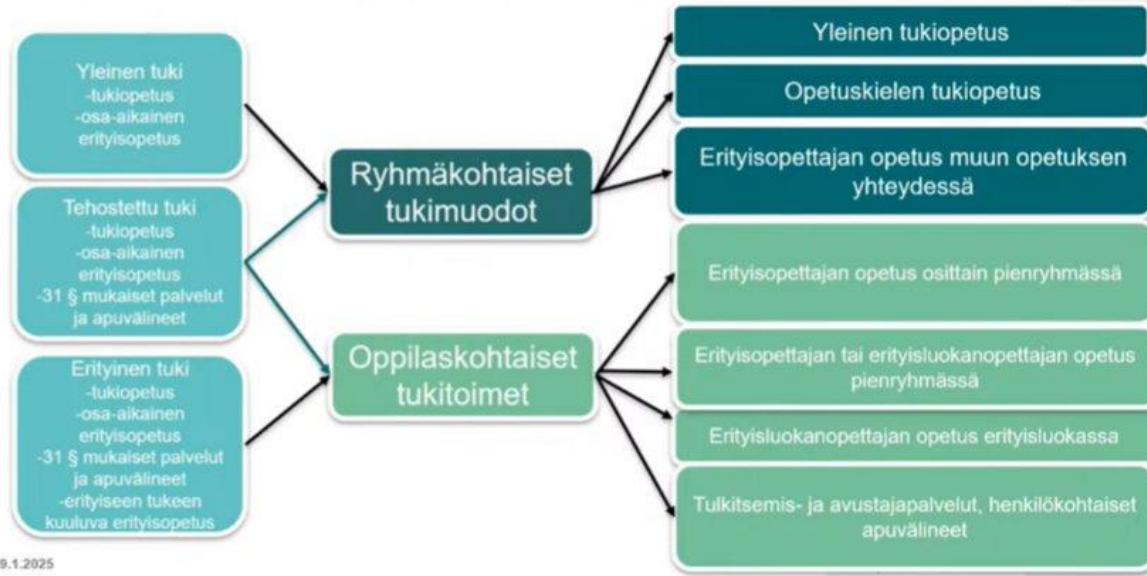 Yleinen tuki
-tukiopetus
-osa-aikainen
erityisopetus
Tehostettu tuki
-tukiopetus
-osa-aikainen
erityisopetus
-31 § mukaiset palvelut
ja apuvälineet
Erityinen tuki
-tukiopetus
-osa-aikainen
erityisopetus
-31 § mukaiset palvelut
ja apuvälineet
-erityiseen tukeen
kuuluva erityisopetus
Ryhmäkohtaiset
tukimuodot
Oppilaskohtaiset
tukitoimet
Yleinen tukiopetus
Opetuskielen tukiopetus
Erityisopettajan opetus muun opetuksen
yhteydessä
Erityisopettajan opetus osittain pienryhmässä
Erityisopettajan tai erityisluokanopettajan opetus
pienryhmässä
Erityisluokanopettajan opetus erityisluokassa
Tulkitsemis- ja avustajapalvelut, henkilökohtaiset
apuvälineet
9.1.2025